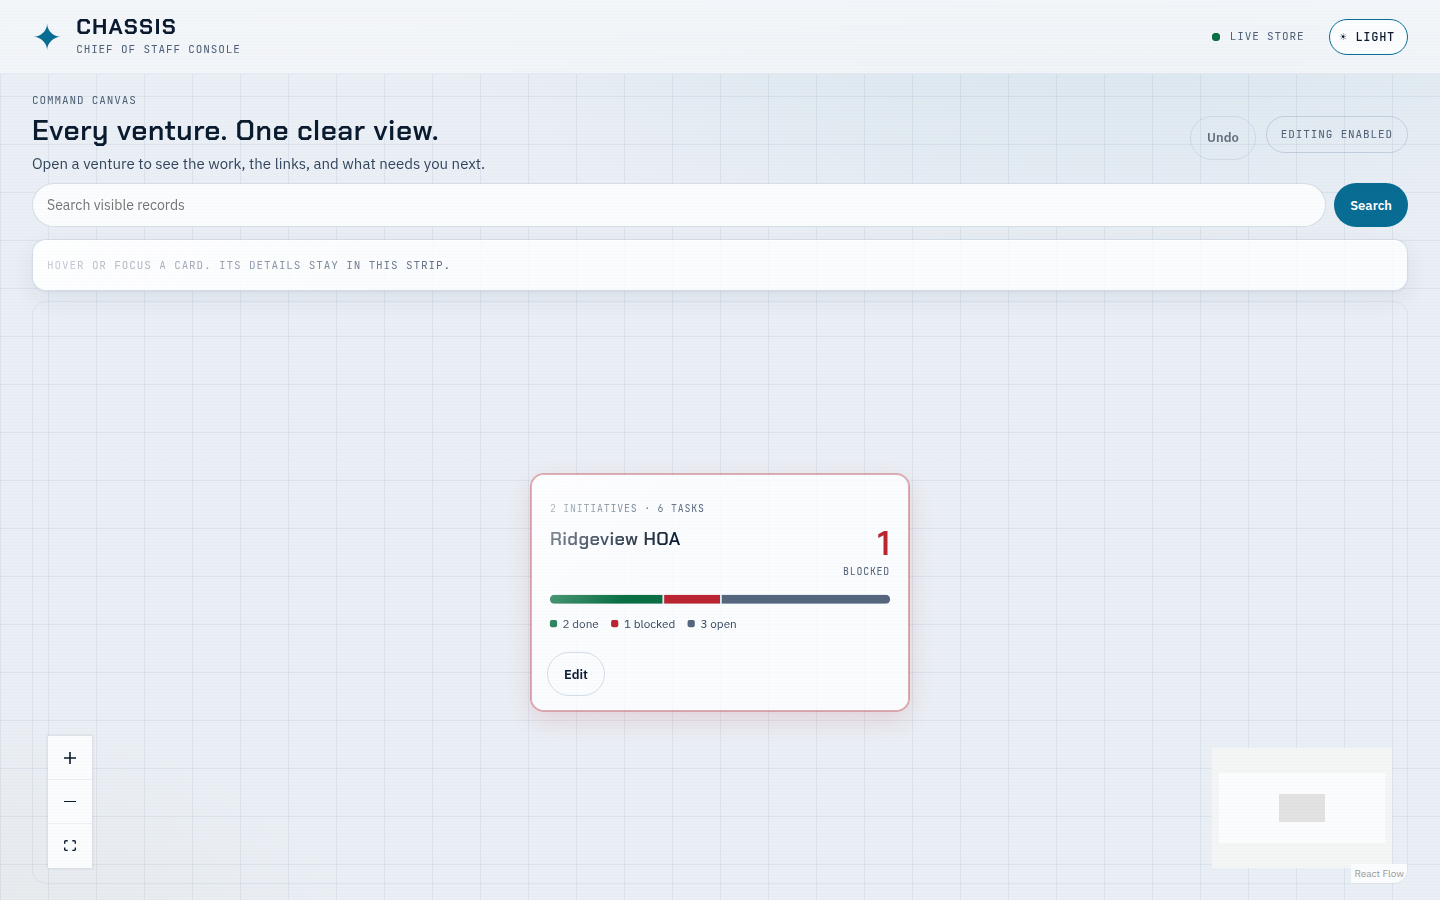 CHASSIS
CHIEF OF STAFF CONSOLE
LIVE STORE
☀ LIGHT
COMMAND CANVAS
Every venture. One clear view.
Open a venture to see the work, the links, and what needs you next.
Undo
EDITING ENABLED
Search visible records
Search
HOVER OR FOCUS A CARD. ITS DETAILS STAY IN THIS STRIP.
2 INITIATIVES · 6 TASKS
Ridgeview HOA
1
BLOCKED
2 done
1 blocked
3 open
Edit
React Flow